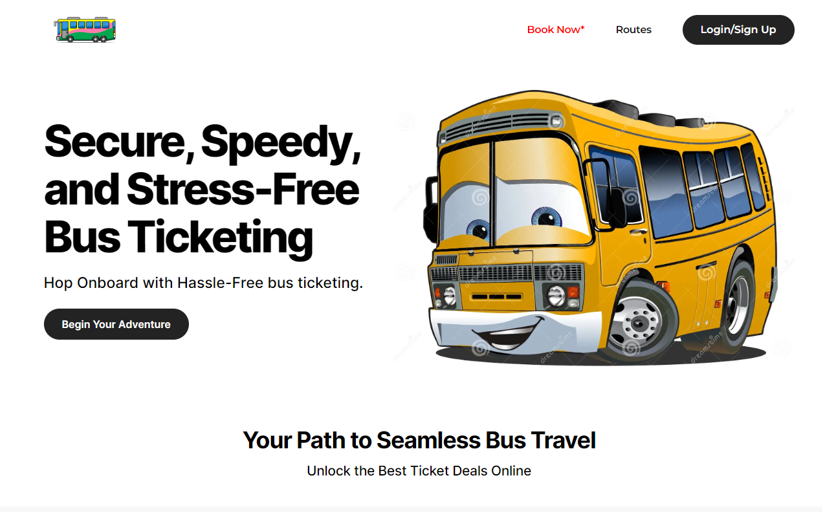 Book Now*
Routes
Login/Sign Up
Secure, Speedy,
and Stress-Free
Bus Ticketing
Hop Onboard with Hassle-Free bus ticketing.
Begin Your Adventure
Your Path to Seamless Bus Travel
Unlock the Best Ticket Deals Online